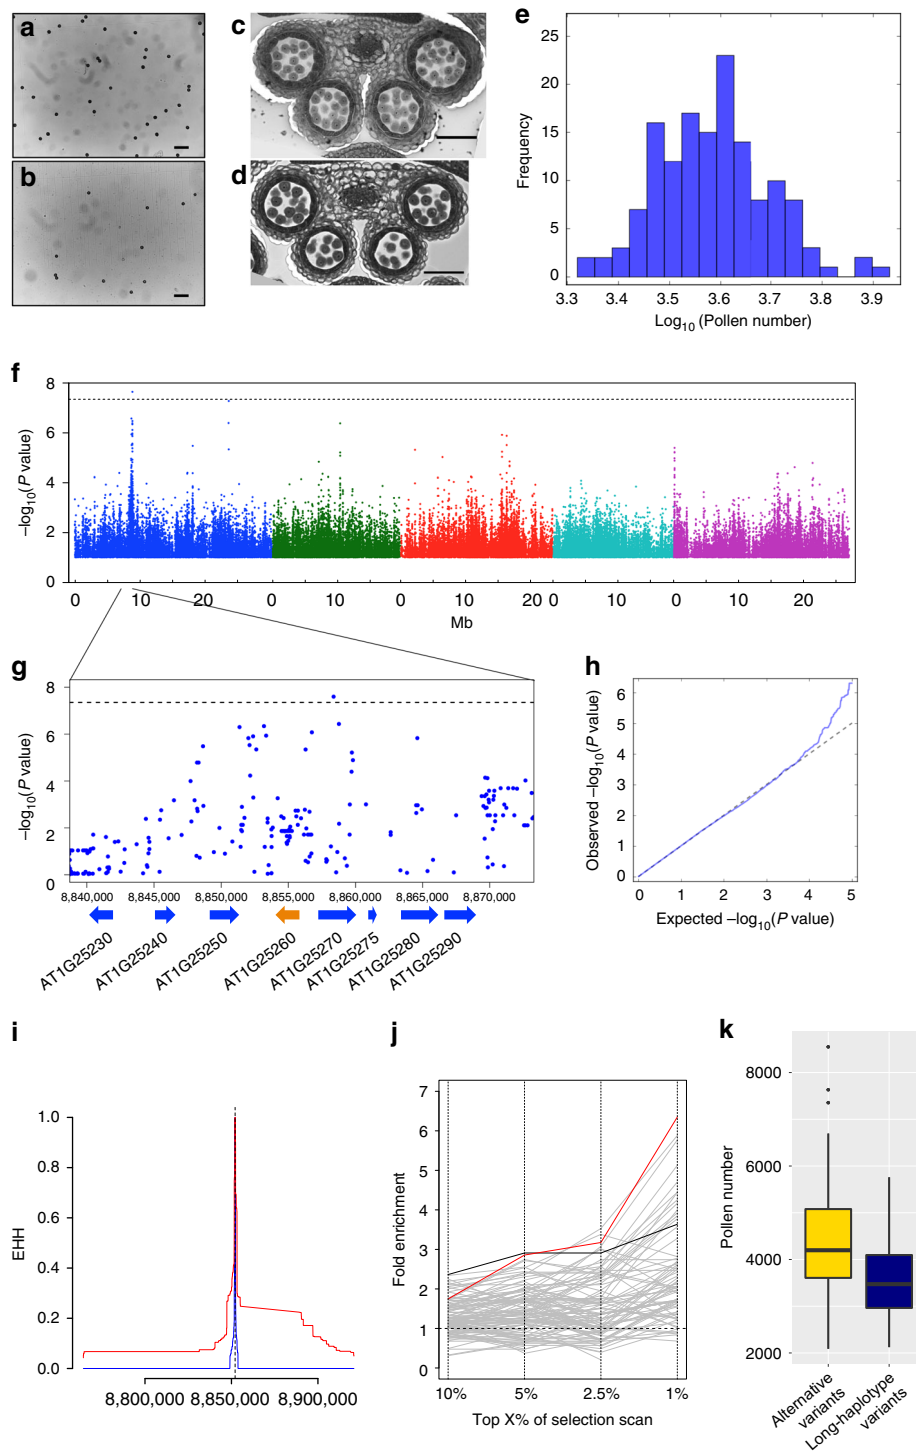 a
b
c
d
e
Frequency
25
20
15
10
5
0
3.3 3.4 3.5 3.6 3.7 3.8 3.9
Log10 (Pollen number)
f
−log10(P value)
8
6
4
2
0
0 10 20 0 10 0 10 20 0 10 0 10 20
Mb
g
−log10(P value)
8
6
4
2
0
8,840,000 8,845,000 8,850,000 8,855,000 8,860,000 8,865,000 8,870,000
AT1G25230
AT1G25240
AT1G25250
AT1G25260
AT1G25270
AT1G25275
AT1G25280
AT1G25290
h
Observed −log10(P value)
6
5
4
3
2
1
0
0 1 2 3 4 5
Expected −log10(P value)
i
EHH
1.0
0.8
0.6
0.4
0.2
0.0
8,800,000 8,850,000 8,900,000
j
Fold enrichment
7
6
5
4
3
2
1
0
10% 5% 2.5% 1%
Top X% of selection scan
k
Pollen number
8000
6000
4000
2000
Alternative
variants
Long-haplotype
variants